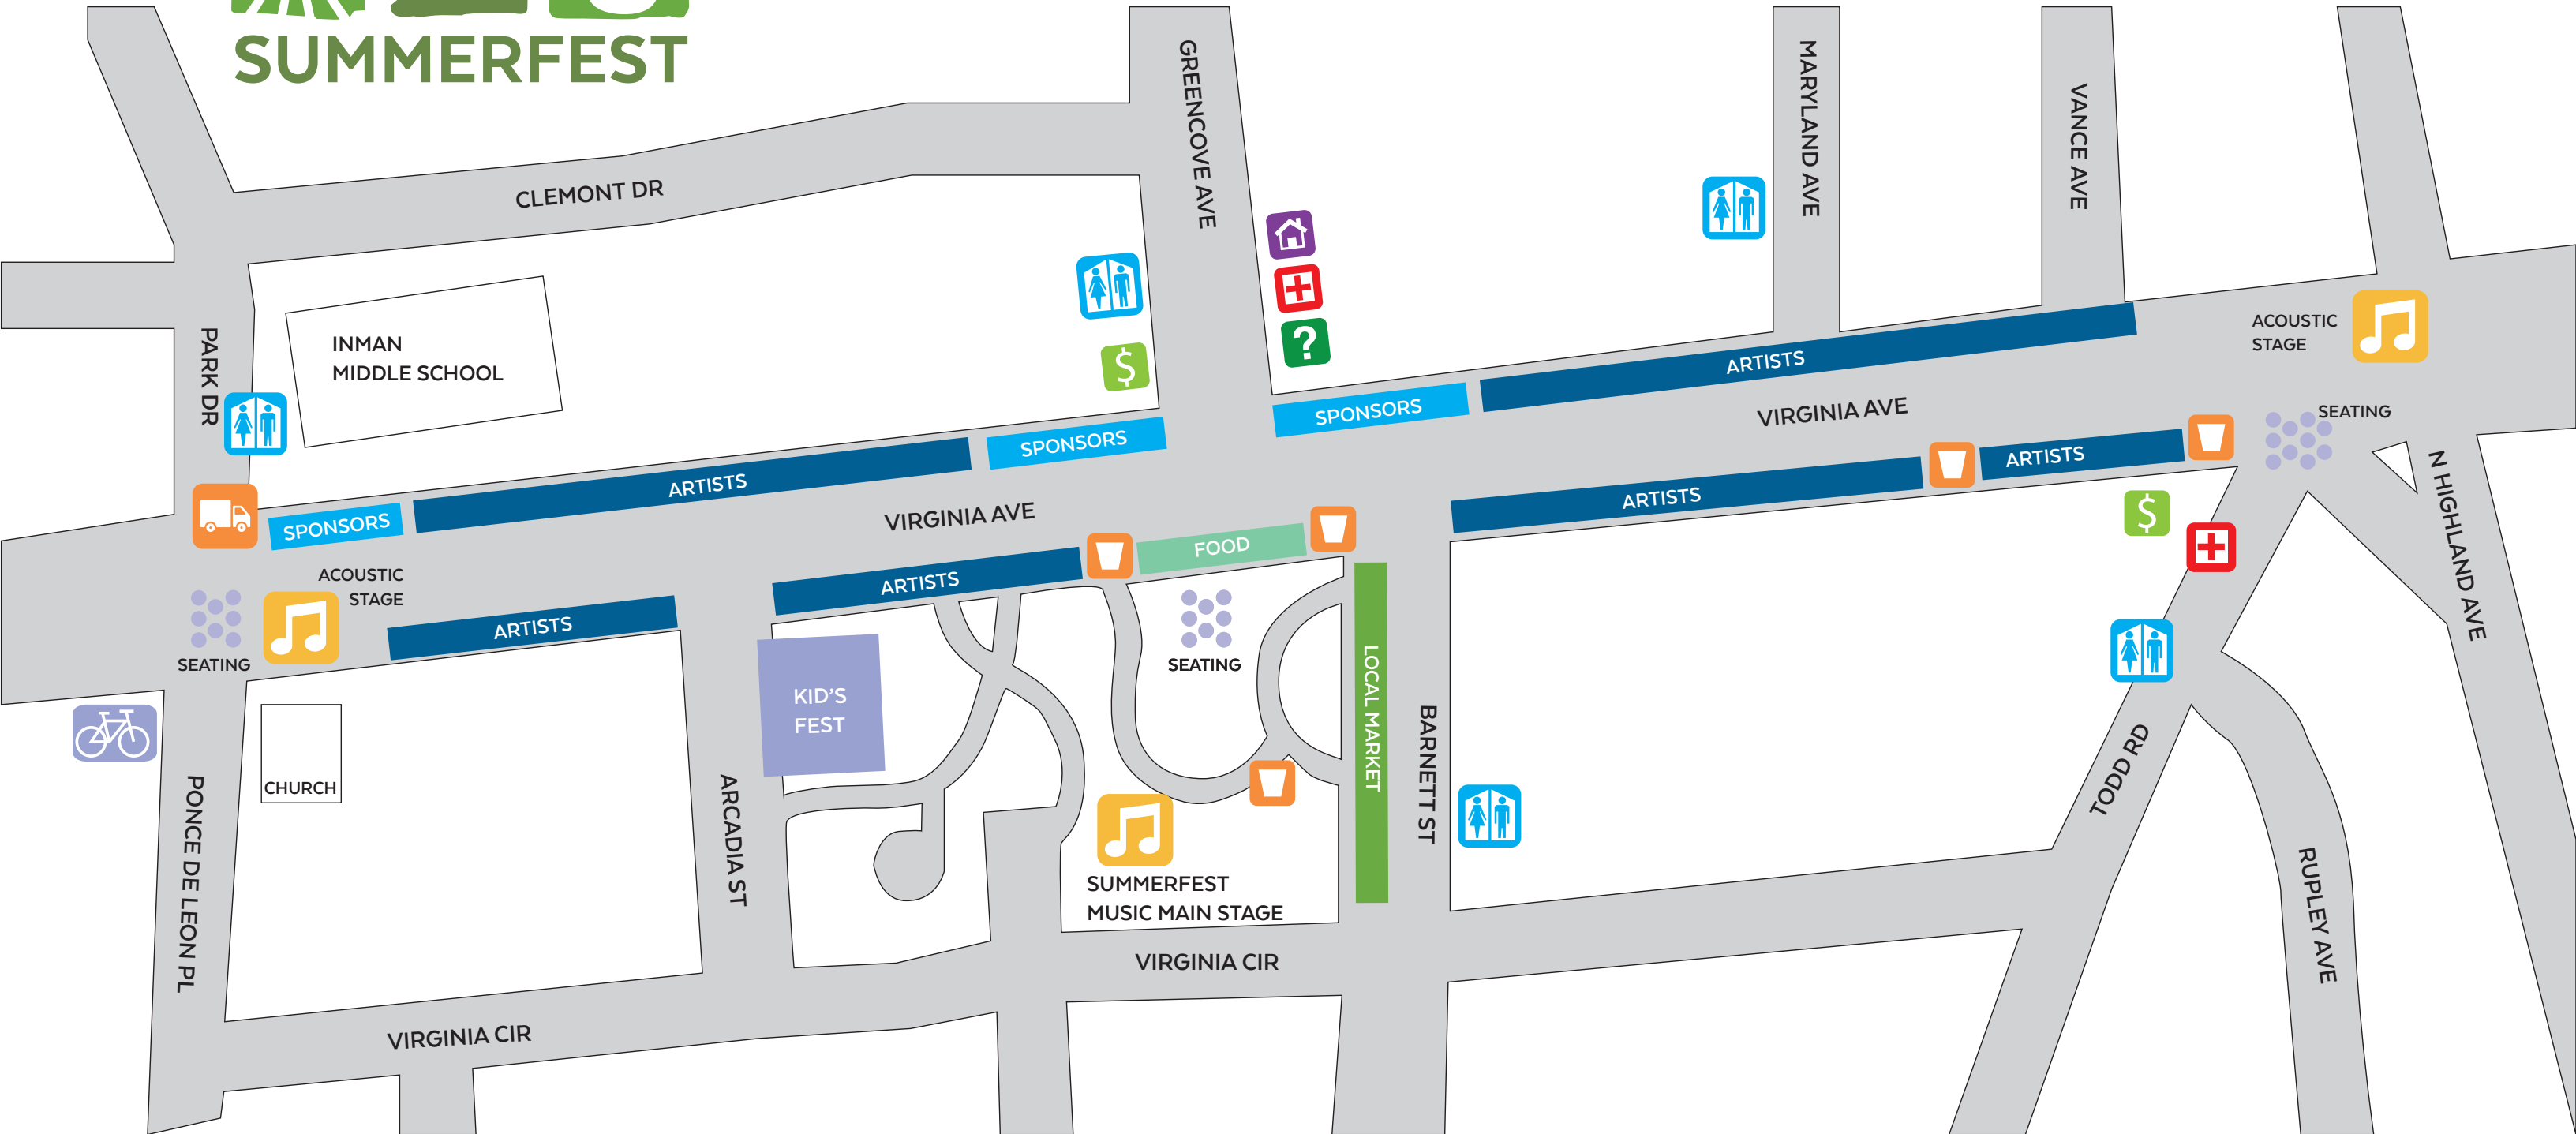 SUMMERFEST
GREENCOVE AVE
MARYLAND AVE
VANCE AVE
CLEMONT DR
PARK DR
INMAN
MIDDLE SCHOOL
$
?
ACOUSTIC
STAGE
SEATING
ARTISTS
SPONSORS
VIRGINIA AVE
SPONSORS
ARTISTS
SPONSORS
ARTISTS
ARTISTS
N HIGHLAND AVE
VIRGINIA AVE
FOOD
$
ACOUSTIC
STAGE
SEATING
ARTISTS
ARTISTS
SEATING
KID'S
FEST
LOCAL MARKET
BARNETT ST
CHURCH
PONCE DE LEON PL
ARCADIA ST
TODD RD
RUPLEY AVE
SUMMERFEST
MUSIC MAIN STAGE
VIRGINIA CIR
VIRGINIA CIR